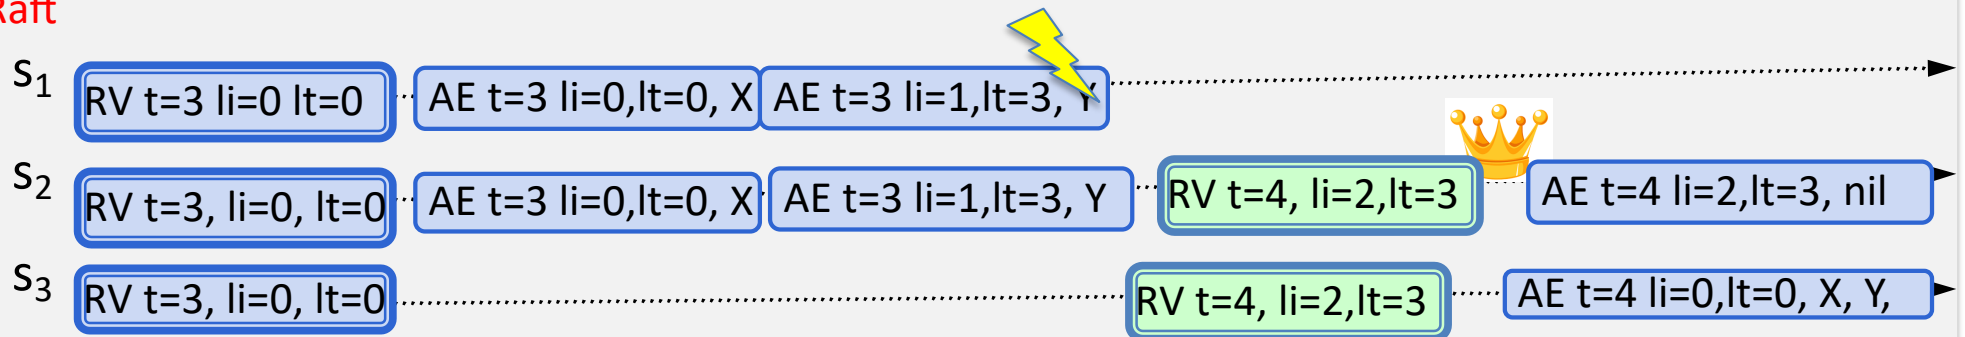 Raft
S1 RV t=3 li=0 lt=0 AE t=3 li=0,lt=0, X AE t=3 li=1,lt=3, Y
S2 RV t=3, li=0, lt=0 AE t=3 li=0,lt=0, X AE t=3 li=1,lt=3, Y RV t=4, li=2,lt=3 AE t=4 li=2,lt=3, nil
S3 RV t=3, li=0, lt=0 RV t=4, li=2,lt=3 AE t=4 li=0,lt=0, X, Y,